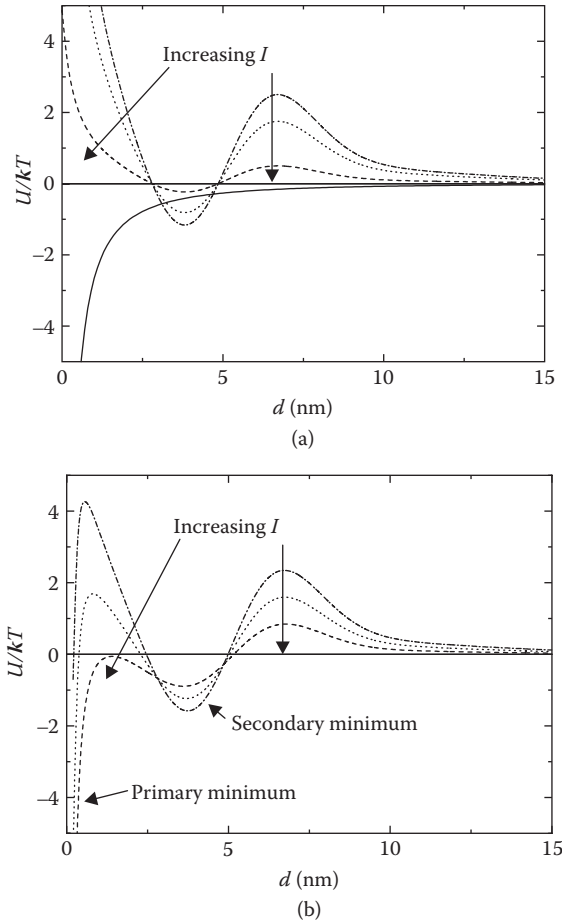 4
2
0
−2
−4
U/kT
Increasing I
0
5
10
15
d (nm)
(a)
4
2
0
−2
−4
U/kT
Increasing I
Secondary minimum
Primary minimum
0
5
10
15
d (nm)
(b)